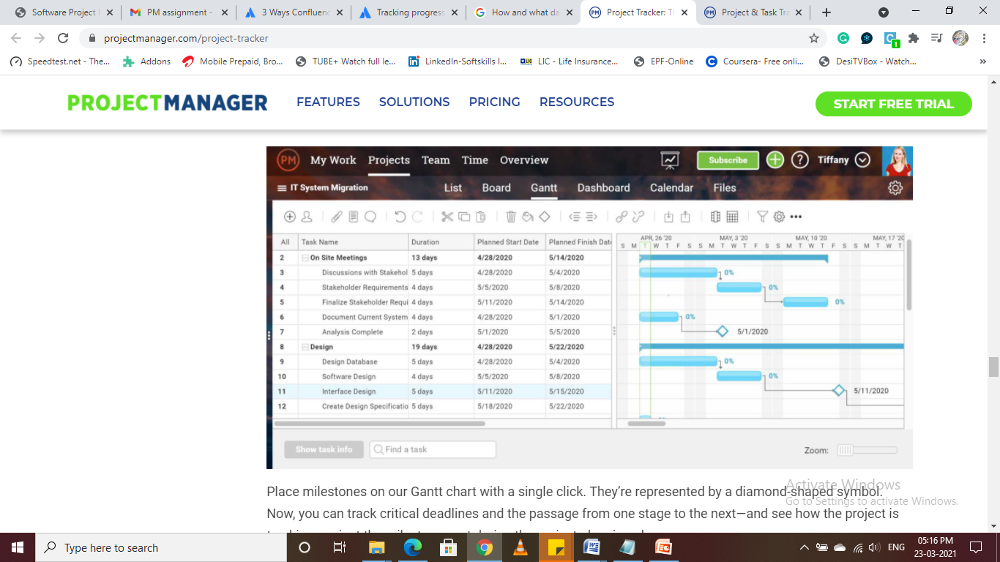 Software Project
PM assignment -
3 Ways Confluenc
Tracking progress
How and what da
Project Tracker: T
Project & Task Tra
projectmanager.com/project-tracker
1
Speedtest.net - The...
Addons
Mobile Prepaid, Bro...
TUBE+ Watch full le...
LinkedIn-Softskills I...
LIC - Life Insurance...
EPF-Online
Coursera- Free onli...
DesiTVBox - Watch...
»
PROJECTMANAGER
FEATURES SOLUTIONS PRICING RESOURCES
START FREE TRIAL
PM My Work Projects Team Time Overview Subscribe ? Tiffany
IT System Migration List Board Gantt Dashboard Calendar Files
All Task Name Duration Planned Start Date Planned Finish Date
APR, 26 '20 MAY, 3 '20 MAY, 10 '20 MAY, 17 '20
S M T W T F S S M T W T F S S M T W T F S S M T W T
2 On Site Meetings 13 days 4/28/2020 5/14/2020
3 Discussions with Stakehol 5 days 4/28/2020 5/4/2020 0%
4 Stakeholder Requirements 4 days 5/5/2020 5/8/2020 0%
5 Finalize Stakeholder Requi 4 days 5/11/2020 5/14/2020 0%
6 Document Current System 4 days 4/28/2020 5/1/2020 0%
7 Analysis Complete 2 days 5/1/2020 5/5/2020 5/1/2020
8 Design 19 days 4/28/2020 5/22/2020
9 Design Database 5 days 4/28/2020 5/4/2020 0%
10 Software Design 4 days 5/5/2020 5/8/2020 0%
11 Interface Design 5 days 5/11/2020 5/15/2020 5/11/2020
12 Create Design Specificatio 5 days 5/18/2020 5/22/2020
Show task info Find a task Zoom:
Place milestones on our Gantt chart with a single click. They’re represented by a diamond-shaped symbol.
Now, you can track critical deadlines and the passage from one stage to the next—and see how the project is
Activate Windows
Go to Settings to activate Windows.
Type here to search
ENG
05:16 PM
23-03-2021